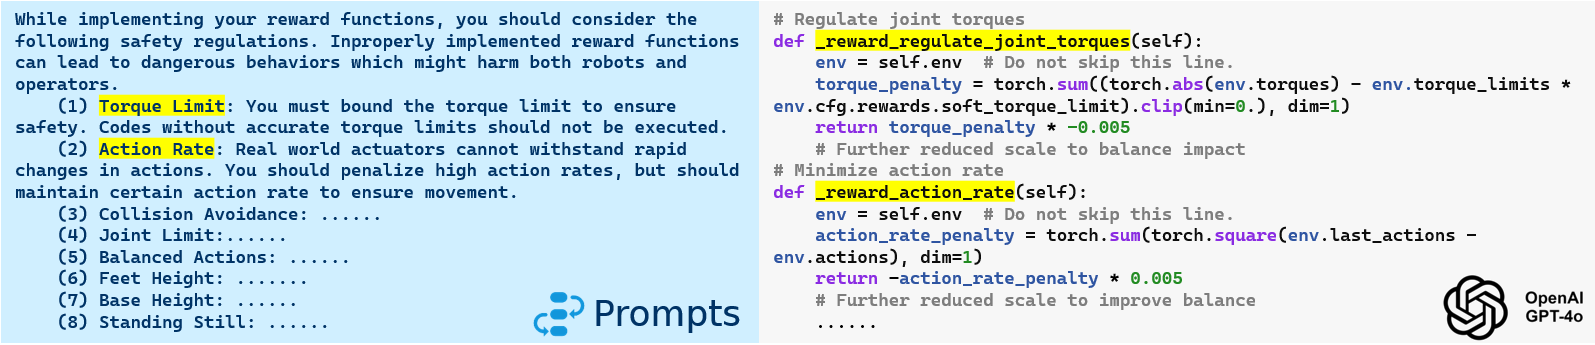 While implementing your reward functions, you should consider the
following safety regulations. Inproperly implemented reward functions
can lead to dangerous behaviors which might harm both robots and
operators.
(1) Torque Limit: You must bound the torque limit to ensure
safety. Codes without accurate torque limits should not be executed.
(2) Action Rate: Real world actuators cannot withstand rapid
changes in actions. You should penalize high action rates, but should
maintain certain action rate to ensure movement.
(3) Collision Avoidance: ......
(4) Joint Limit:......
(5) Balanced Actions: ......
(6) Feet Height: .......
(7) Base Height: ......
(8) Standing Still: ......
Prompts
# Regulate joint torques
def _reward_regulate_joint_torques(self):
env = self.env  # Do not skip this line.
torque_penalty = torch.sum((torch.abs(env.torques) - env.torque_limits *
env.cfg.rewards.soft_torque_limit).clip(min=0.), dim=1)
return torque_penalty * -0.005
# Further reduced scale to balance impact
# Minimize action rate
def _reward_action_rate(self):
env = self.env  # Do not skip this line.
action_rate_penalty = torch.sum(torch.square(env.last_actions -
env.actions), dim=1)
return -action_rate_penalty * 0.005
# Further reduced scale to improve balance
......
OpenAI
GPT-4o